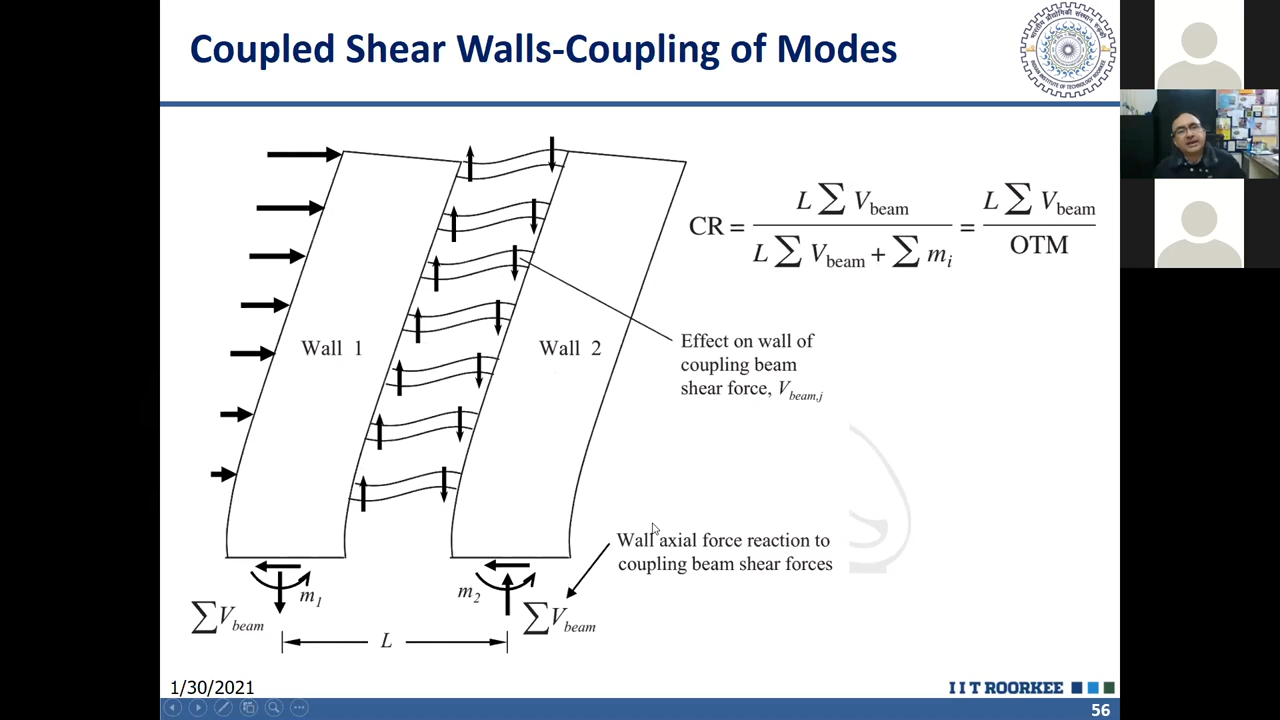 Coupled Shear Walls-Coupling of Modes
CR = L ∑ V_beam / (L ∑ V_beam + ∑ m_i) = L ∑ V_beam / OTM
Wall 1
Wall 2
Effect on wall of
coupling beam
shear force, V_beam,j
Wall axial force reaction to
coupling beam shear forces
m_1
m_2
∑V_beam
∑V_beam
L
1/30/2021
IIT ROORKEE
56